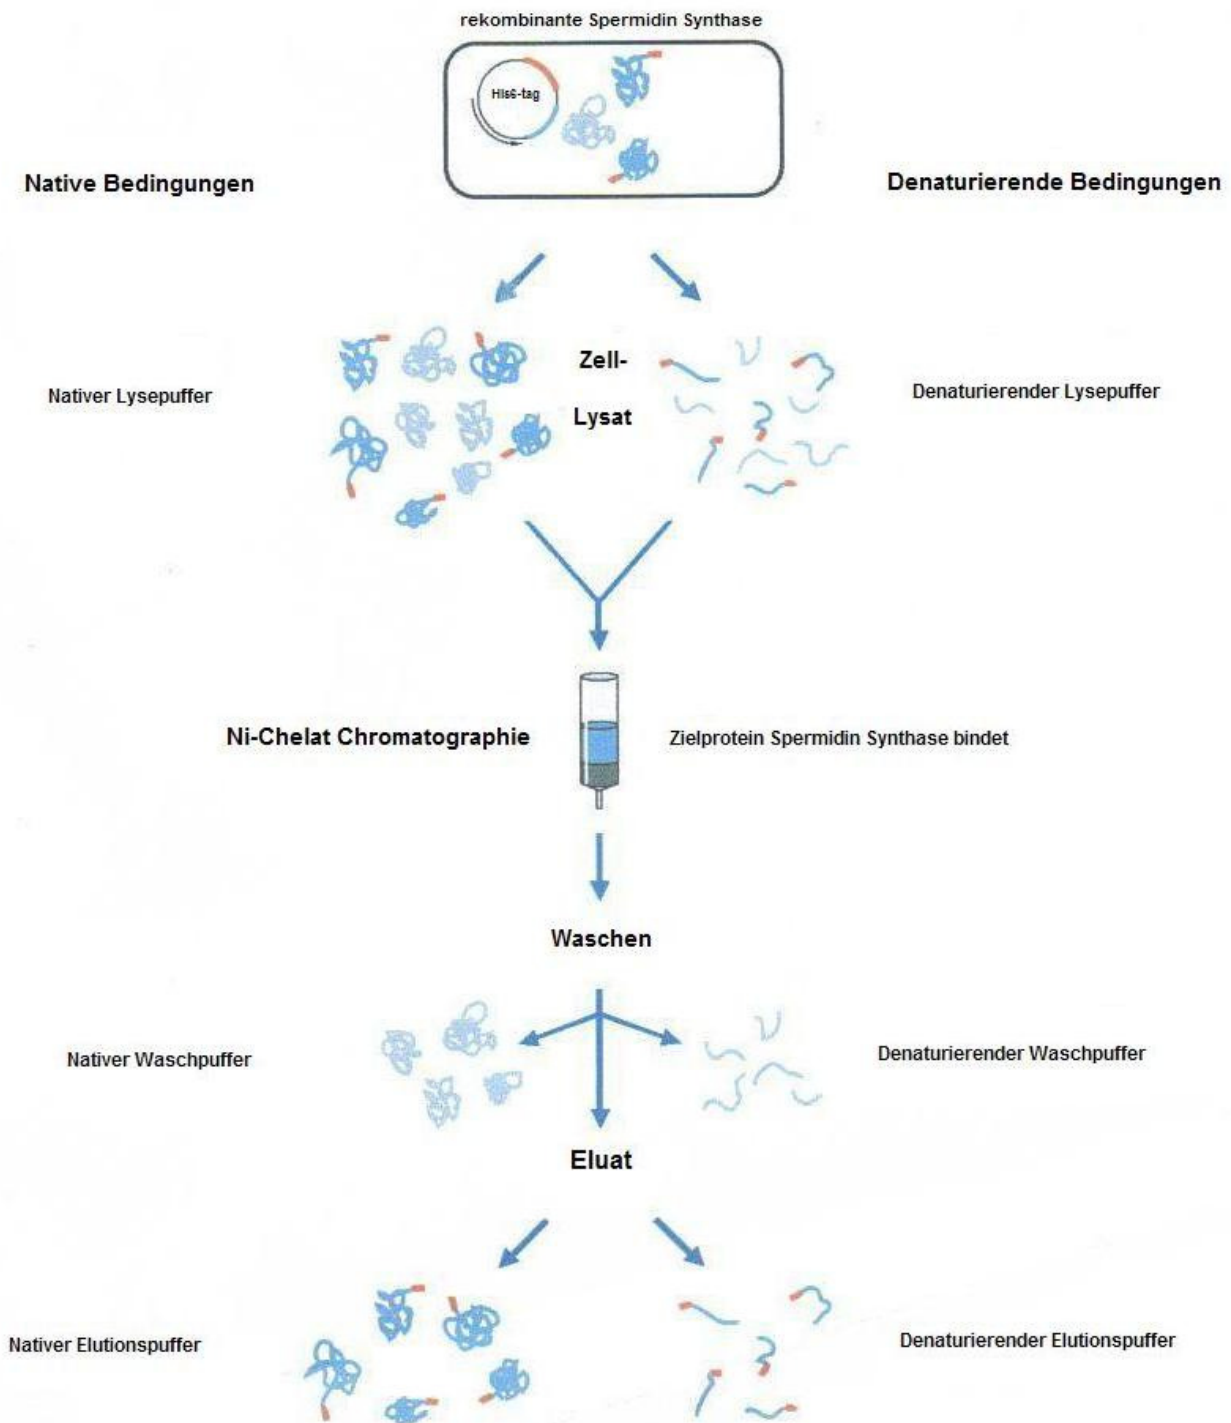 rekombinante Spermidin Synthase
His6-tag
Native Bedingungen
Denaturierende Bedingungen
Zell-
Nativer Lysepuffer
Denaturierender Lysepuffer
Lysat
Ni-Chelat Chromatographie
Zielprotein Spermidin Synthase bindet
Waschen
Nativer Waschpuffer
Denaturierender Waschpuffer
Eluat
Nativer Elutionspuffer
Denaturierender Elutionspuffer